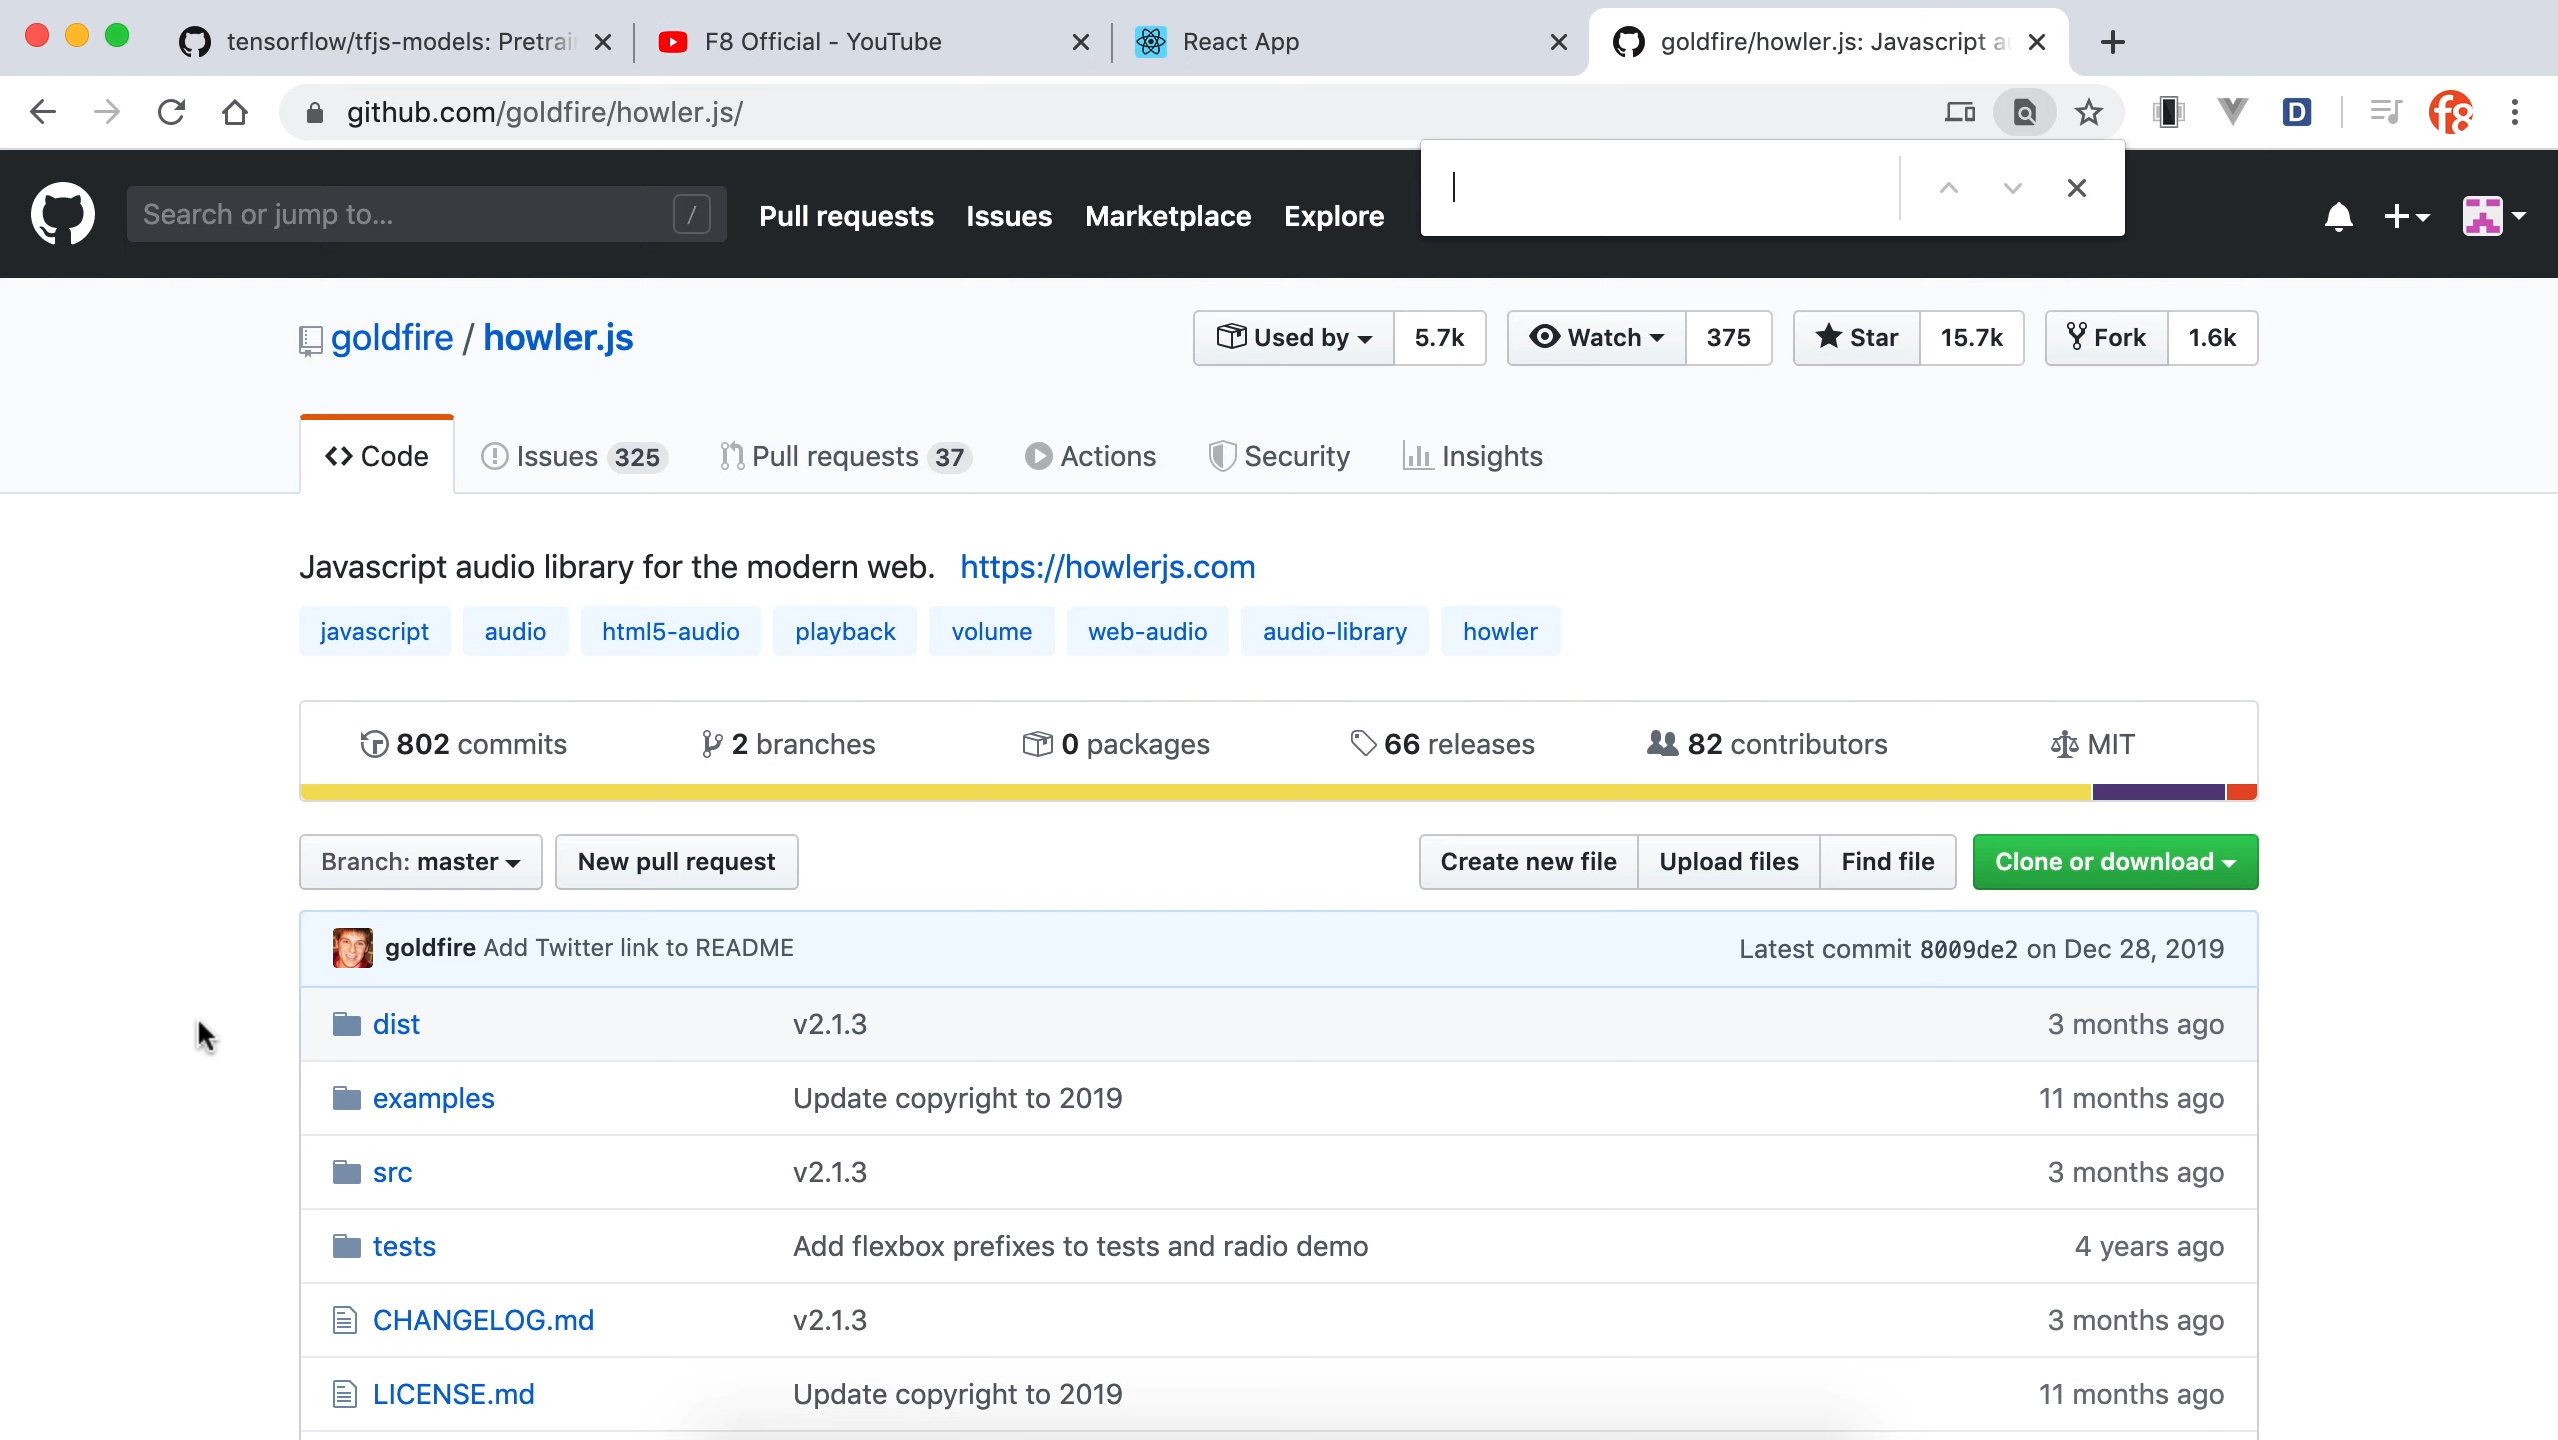 tensorflow/tfjs-models: Pretrai
F8 Official - YouTube
React App
goldfire/howler.js: Javascript a
github.com/goldfire/howler.js/
D
f8
Search or jump to...
/
Pull requests
Issues
Marketplace
Explore
goldfire / howler.js
Used by 5.7k
Watch 375
Star 15.7k
Fork 1.6k
Code
Issues 325
Pull requests 37
Actions
Security
Insights
Javascript audio library for the modern web. https://howlerjs.com
javascript audio html5-audio playback volume web-audio audio-library howler
802 commits
2 branches
0 packages
66 releases
82 contributors
MIT
Branch: master
New pull request
Create new file
Upload files
Find file
Clone or download
goldfire Add Twitter link to README
Latest commit 8009de2 on Dec 28, 2019
dist v2.1.3 3 months ago
examples Update copyright to 2019 11 months ago
src v2.1.3 3 months ago
tests Add flexbox prefixes to tests and radio demo 4 years ago
CHANGELOG.md v2.1.3 3 months ago
LICENSE.md Update copyright to 2019 11 months ago